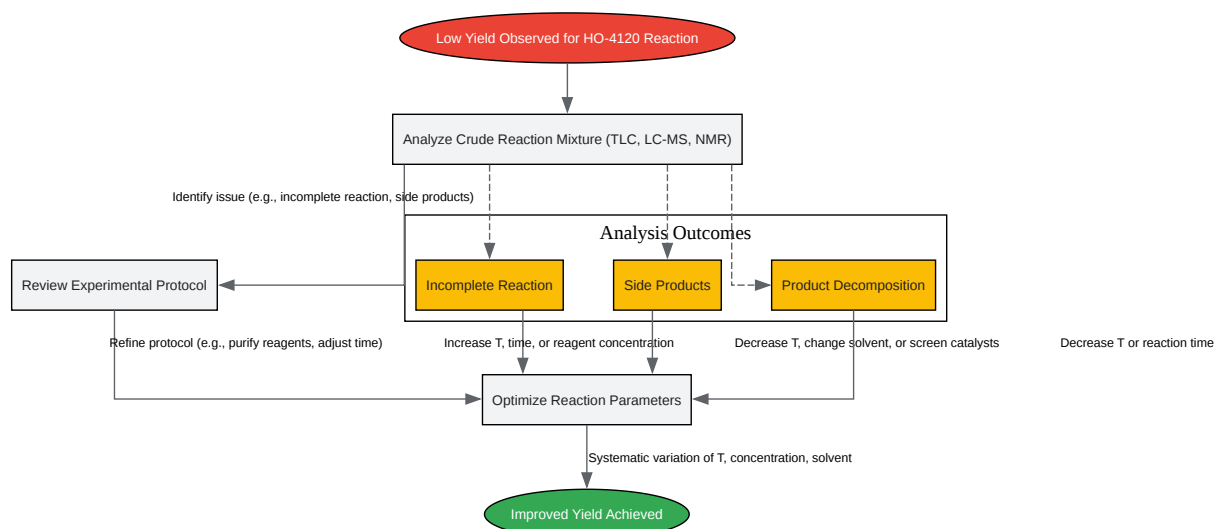 Low Yield Observed for HO-4120 Reaction
Analyze Crude Reaction Mixture (TLC, LC-MS, NMR)
Identify issue (e.g., incomplete reaction, side products)
Analysis Outcomes
Review Experimental Protocol
Incomplete Reaction
Side Products
Product Decomposition
Refine protocol (e.g., purify reagents, adjust time)
Increase T, time, or reagent concentration
Decrease T, change solvent, or screen catalysts
Decrease T or reaction time
Optimize Reaction Parameters
Systematic variation of T, concentration, solvent
Improved Yield Achieved